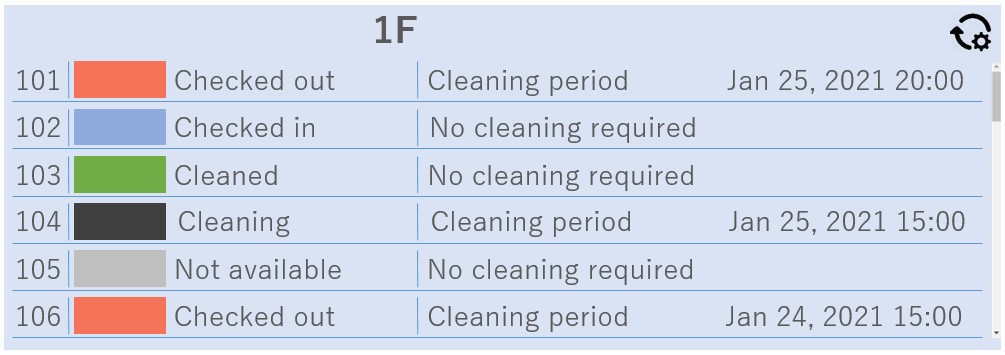 1F
101 Checked out Cleaning period Jan 25, 2021 20:00
102 Checked in No cleaning required
103 Cleaned No cleaning required
104 Cleaning Cleaning period Jan 25, 2021 15:00
105 Not available No cleaning required
106 Checked out Cleaning period Jan 24, 2021 15:00